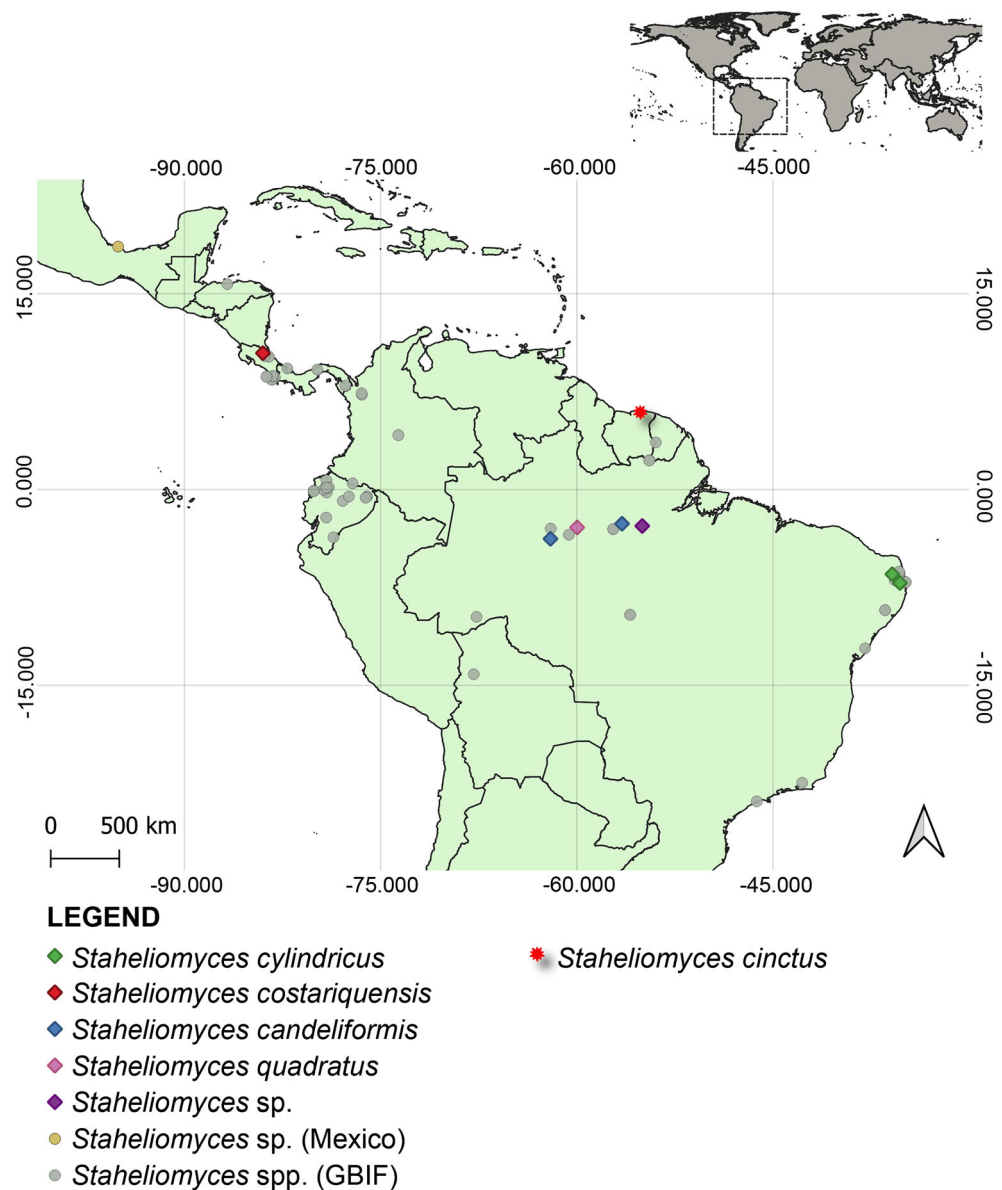 -90.000 -75.000 -60.000 -45.000
15.000 15.000
0.000 0.000
-15.000 -15.000
0 500 km
-90.000 -75.000 -60.000 -45.000
LEGEND
Staheliomyces cylindricus
Staheliomyces cinctus
Staheliomyces costariquensis
Staheliomyces candeliformis
Staheliomyces quadratus
Staheliomyces sp.
Staheliomyces sp. (Mexico)
Staheliomyces spp. (GBIF)